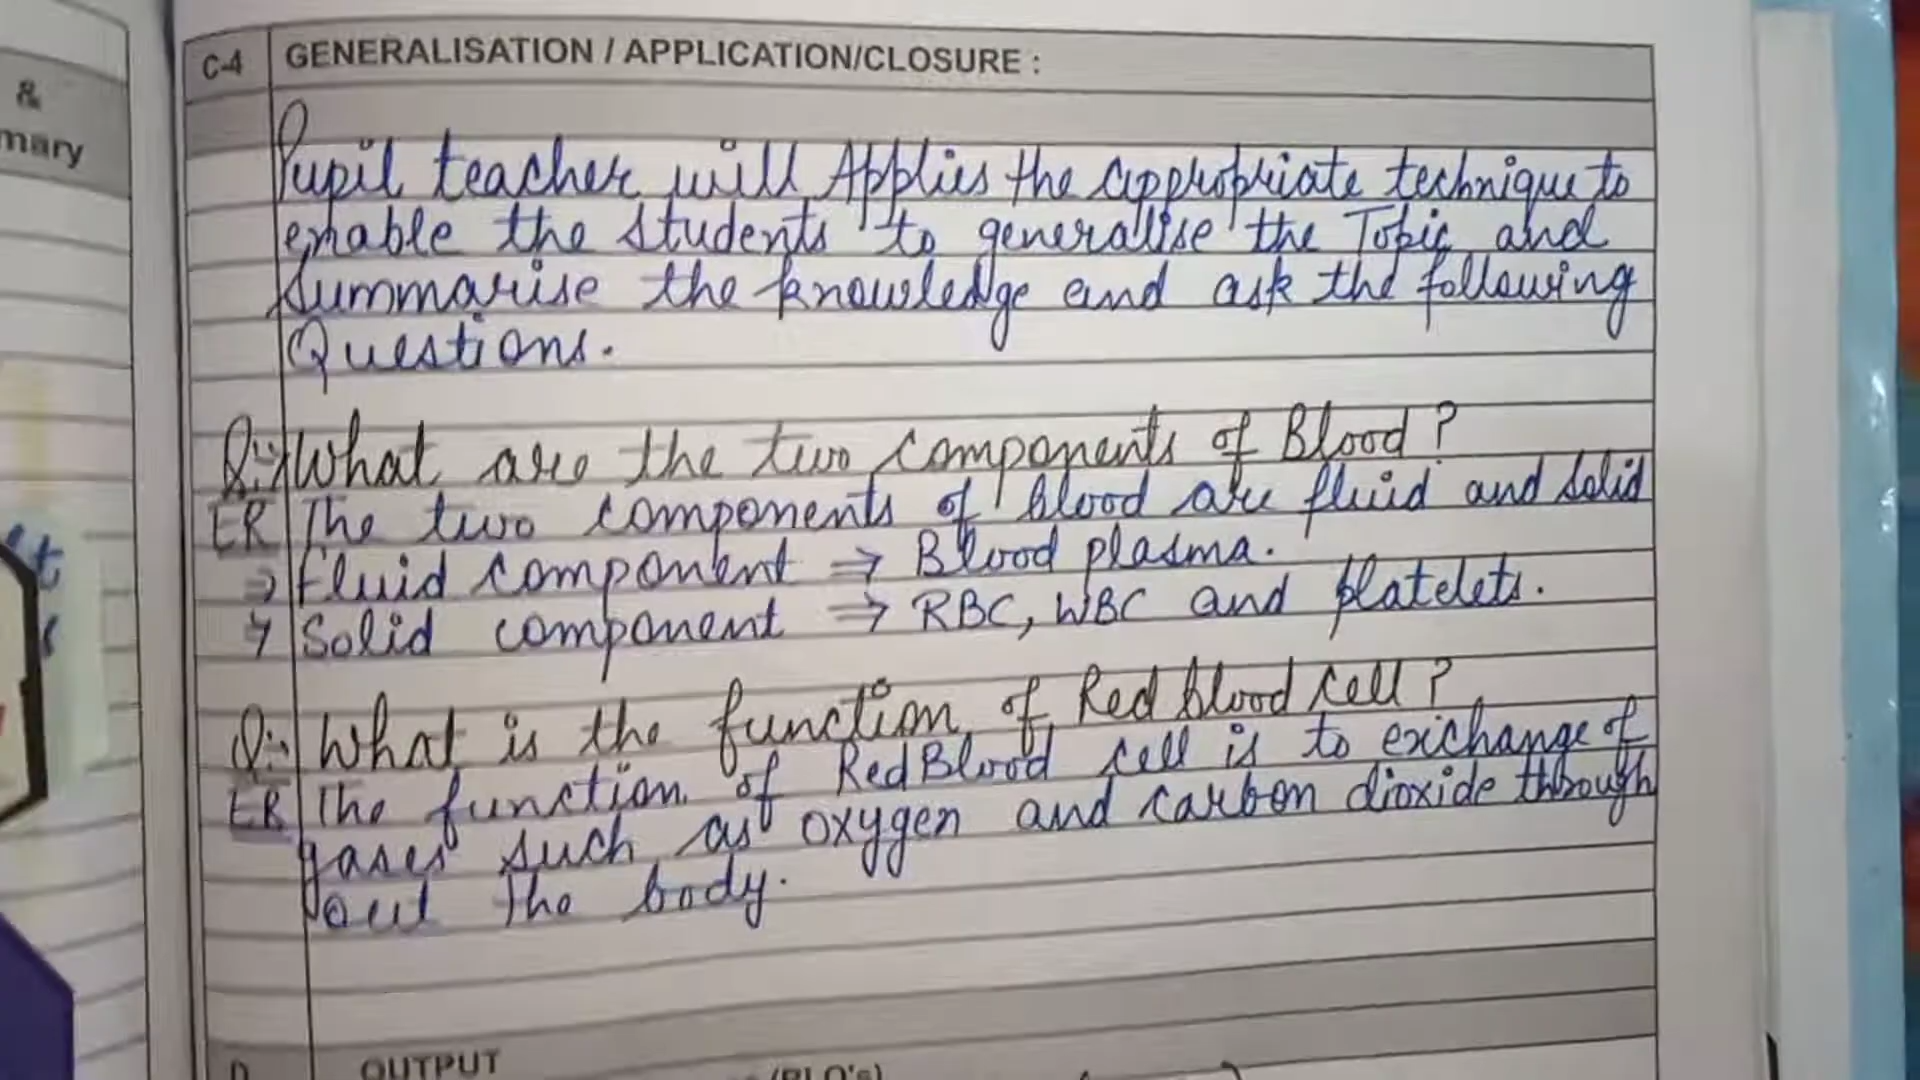 &
mary
C-4 GENERALISATION / APPLICATION/CLOSURE :
Pupil teacher will Applies the appropriate technique to
enable the students to generalise the Topic and
Summarise the knowledge and ask the following
Questions.
Q:- What are the two components of Blood ?
ER The two components of blood are fluid and solid
⇒ Fluid component ⇒ Blood plasma.
→ Solid component ⇒ RBC, WBC and platelets.
Q:- What is the function of Red blood cell ?
ER The function of Red Blood cell is to exchange of
gases such as oxygen and carbon dioxide through
out the body.
D OUTPUT
(PLO's)